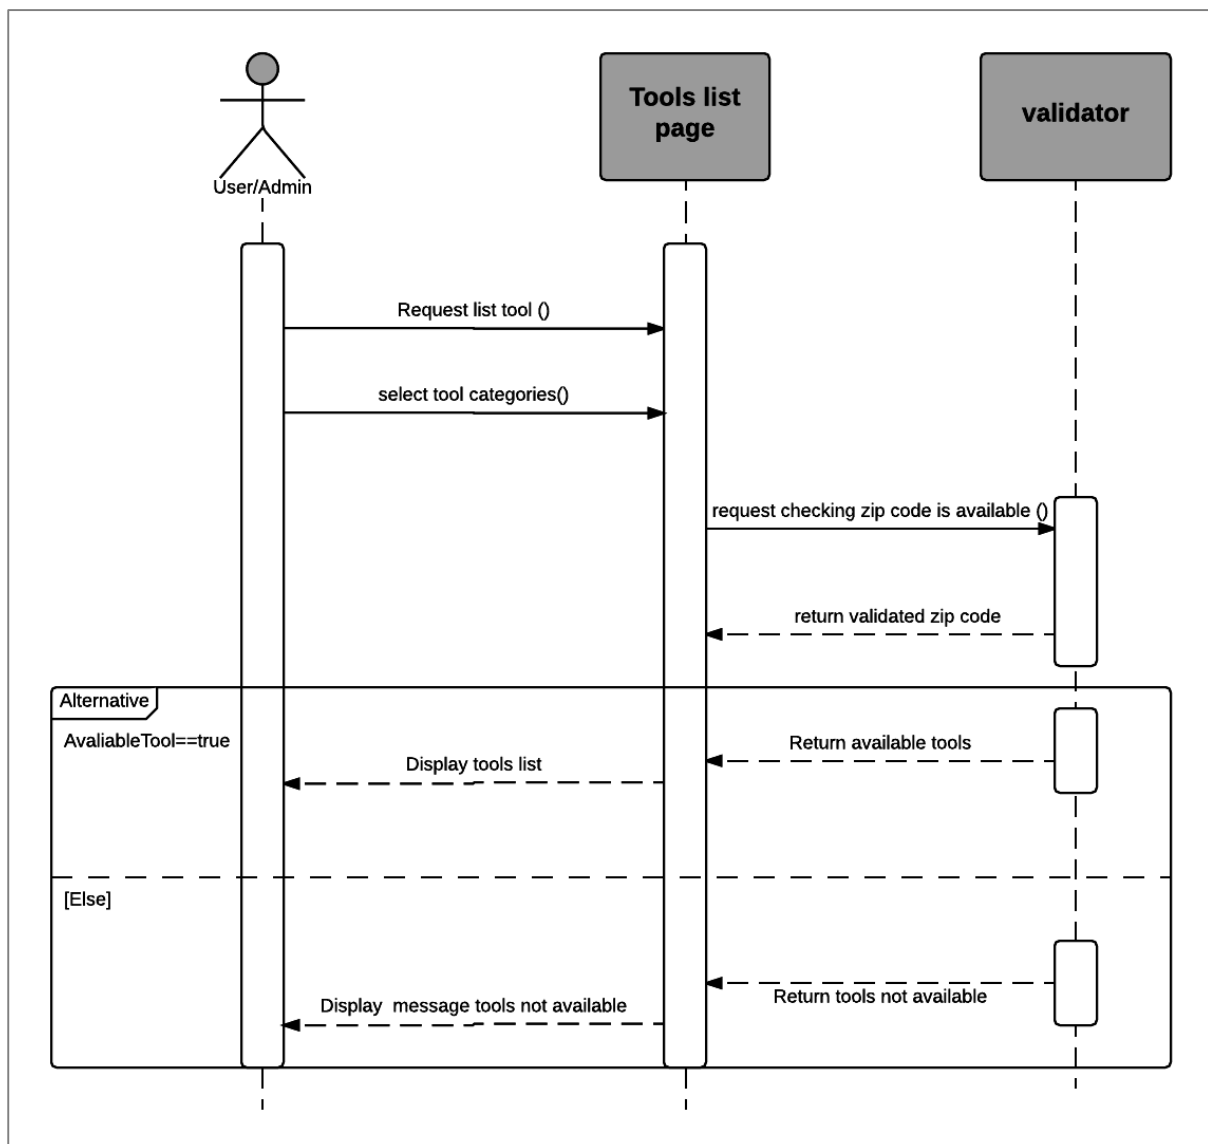 Tools list
page
validator
User/Admin
Request list tool ()
select tool categories()
request checking zip code is available ()
return validated zip code
Alternative
AvaliableTool==true
Return available tools
Display tools list
[Else]
Return tools not available
Display  message tools not available